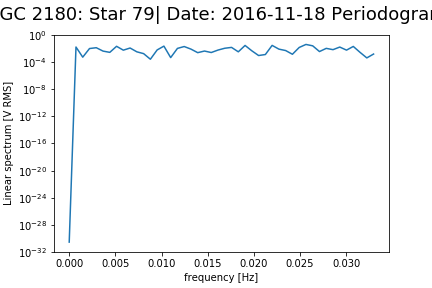 GC 2180: Star 79| Date: 2016-11-18 Periodogra
10^0
10^-4
10^-8
10^-12
10^-16
10^-20
10^-24
10^-28
10^-32
Linear spectrum [V RMS]
0.000 0.005 0.010 0.015 0.020 0.025 0.030
frequency [Hz]